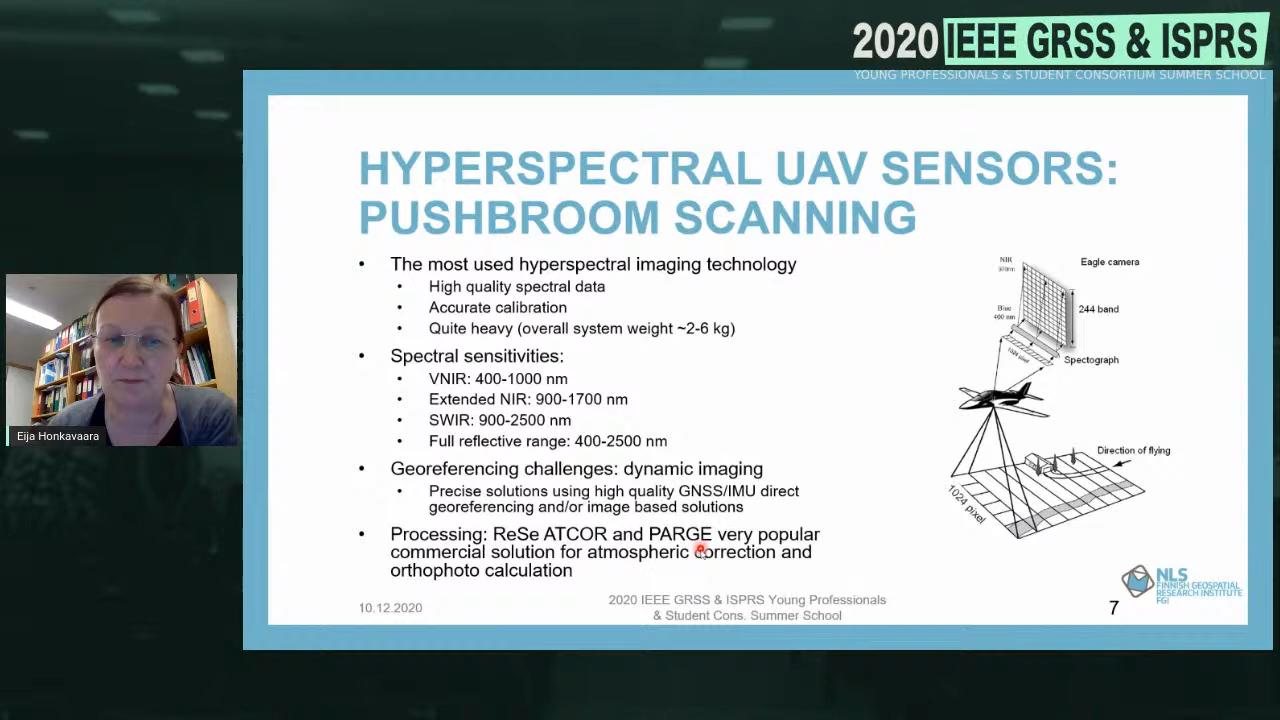 2020 IEEE GRSS & ISPRS
YOUNG PROFESSIONALS & STUDENT CONSORTIUM SUMMER SCHOOL
HYPERSPECTRAL UAV SENSORS:
PUSHBROOM SCANNING
• The most used hyperspectral imaging technology
• High quality spectral data
• Accurate calibration
• Quite heavy (overall system weight ~2-6 kg)
• Spectral sensitivities:
• VNIR: 400-1000 nm
• Extended NIR: 900-1700 nm
• SWIR: 900-2500 nm
• Full reflective range: 400-2500 nm
• Georeferencing challenges: dynamic imaging
• Precise solutions using high quality GNSS/IMU direct
georeferencing and/or image based solutions
• Processing: ReSe ATCOR and PARGE very popular
commercial solution for atmospheric correction and
orthophoto calculation
NIR
970nm
Eagle camera
Blue
400 nm
244 band
1024 pixel
Spectograph
Direction of flying
1024 pixel
Eija Honkavaara
NLS
FINNISH GEOSPATIAL
RESEARCH INSTITUTE
FGI
10.12.2020
2020 IEEE GRSS & ISPRS Young Professionals
& Student Cons. Summer School
7